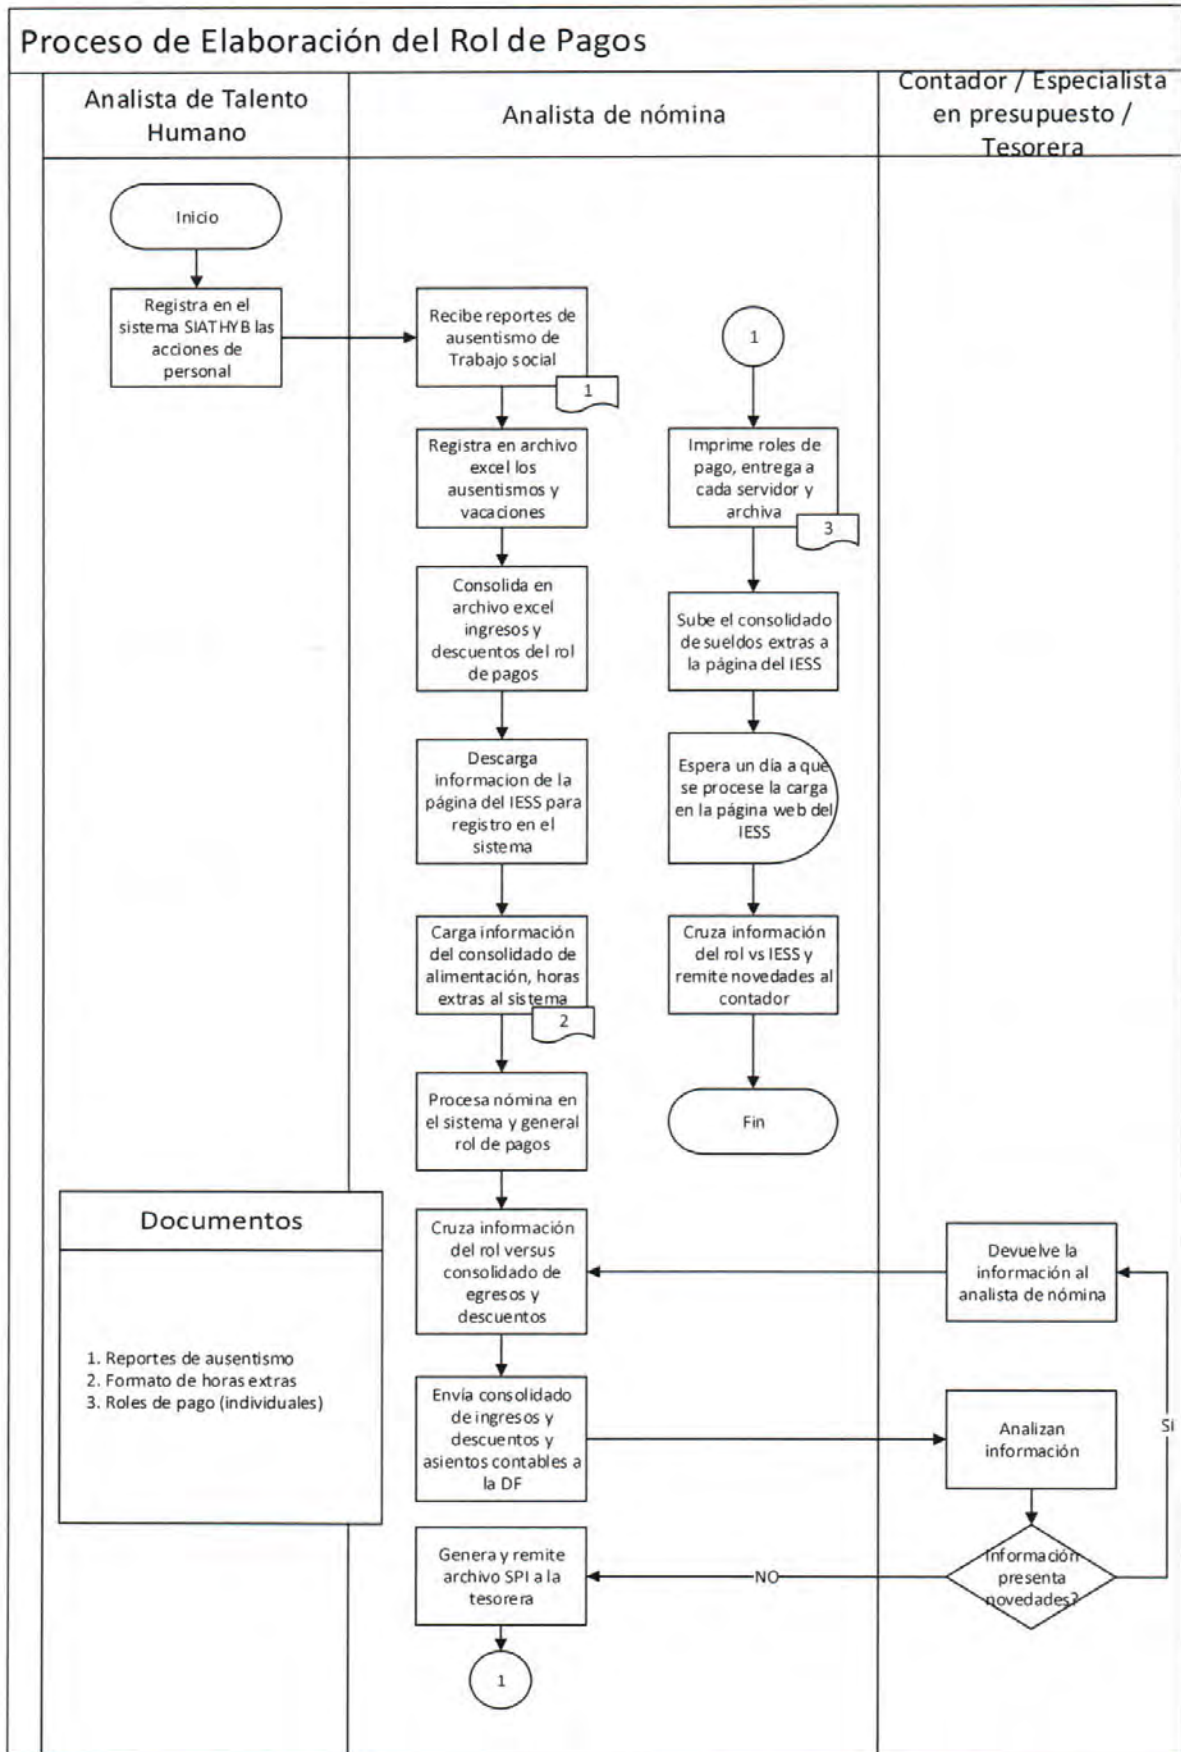 Proceso de Elaboración del Rol de Pagos
Analista de Talento
Humano
Analista de nómina
Contador / Especialista
en presupuesto /
Tesorera
Inicio
Registra en el
sistema SIATHYB las
acciones de
personal
Recibe reportes de
ausentismo de
Trabajo social
1
Registra en archivo
excel los
ausentismos y
vacaciones
Consolida en
archivo excel
ingresos y
descuentos del rol
de pagos
Descarga
informacion de la
página del IESS para
registro en el
sistema
Carga información
del consolidado de
alimentación, horas
extras al sistema
2
Procesa nómina en
el sistema y general
rol de pagos
Cruza información
del rol versus
consolidado de
egresos y
descuentos
Envía consolidado
de ingresos y
descuentos y
asientos contables a
la DF
Genera y remite
archivo SPI a la
tesorera
1
1
Imprime roles de
pago, entrega a
cada servidor y
archiva
3
Sube el consolidado
de sueldos extras a
la página del IESS
Espera un día a que
se procese la carga
en la página web del
IESS
Cruza información
del rol vs IESS y
remite novedades al
contador
Fin
Devuelve la
información al
analista de nómina
Analizan
información
Información
presenta
novedades?
SI
NO
Documentos
1. Reportes de ausentismo
2. Formato de horas extras
3. Roles de pago (individuales)